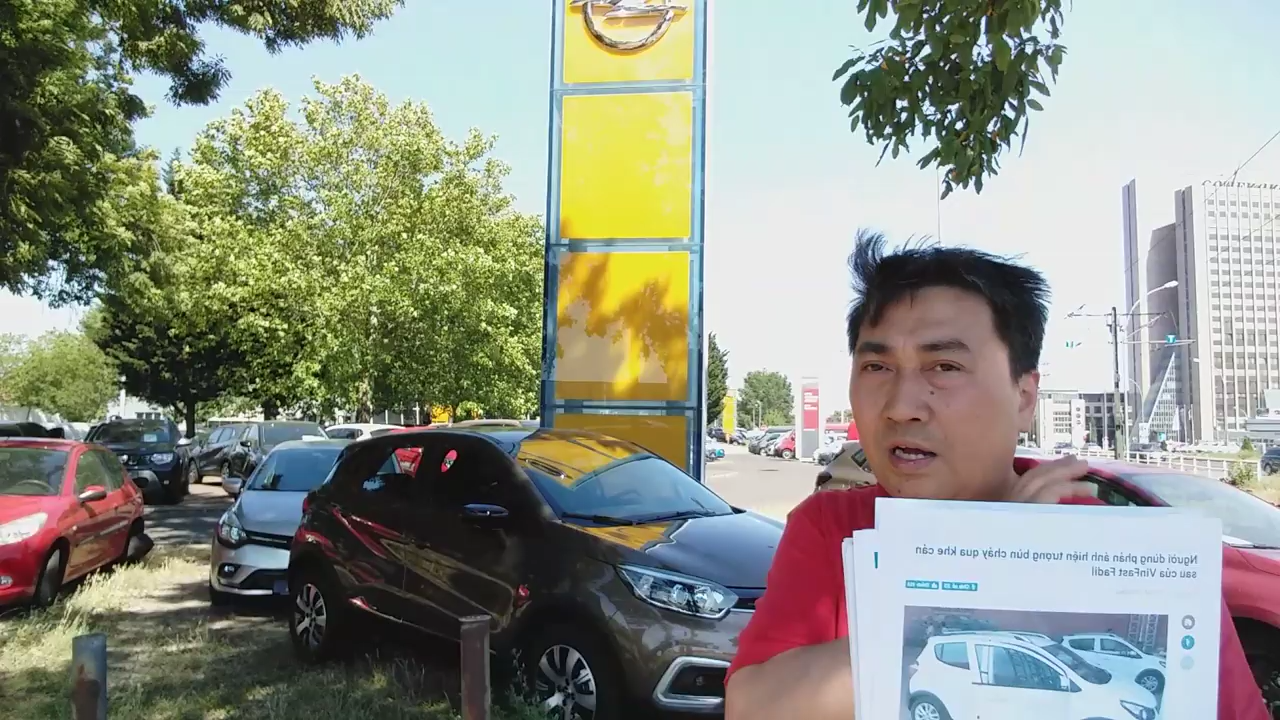 Người dùng phản ánh hiện tượng bùn chảy qua khe cản
sau của VinFast Fadil